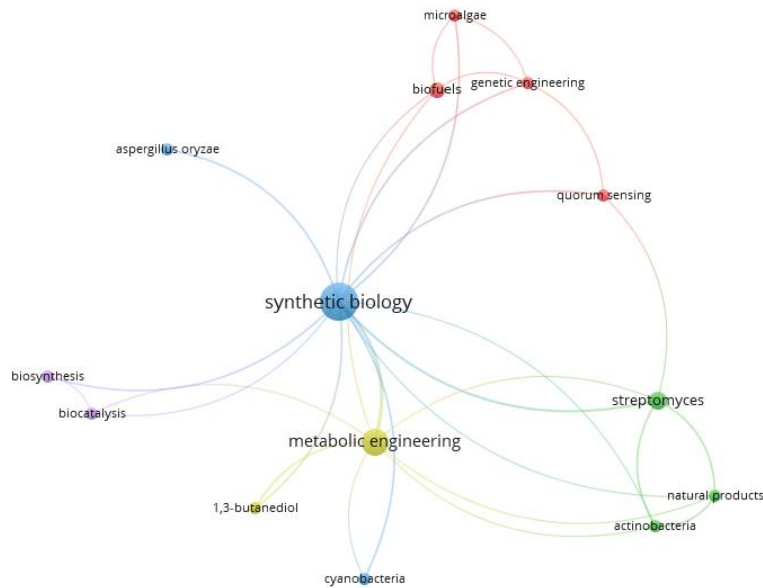 microalgae
biofuels
genetic engineering
aspergillus oryzae
quorum sensing
synthetic biology
biosynthesis
biocatalysis
streptomyces
metabolic engineering
natural products
1,3-butanediol
actinobacteria
cyanobacteria